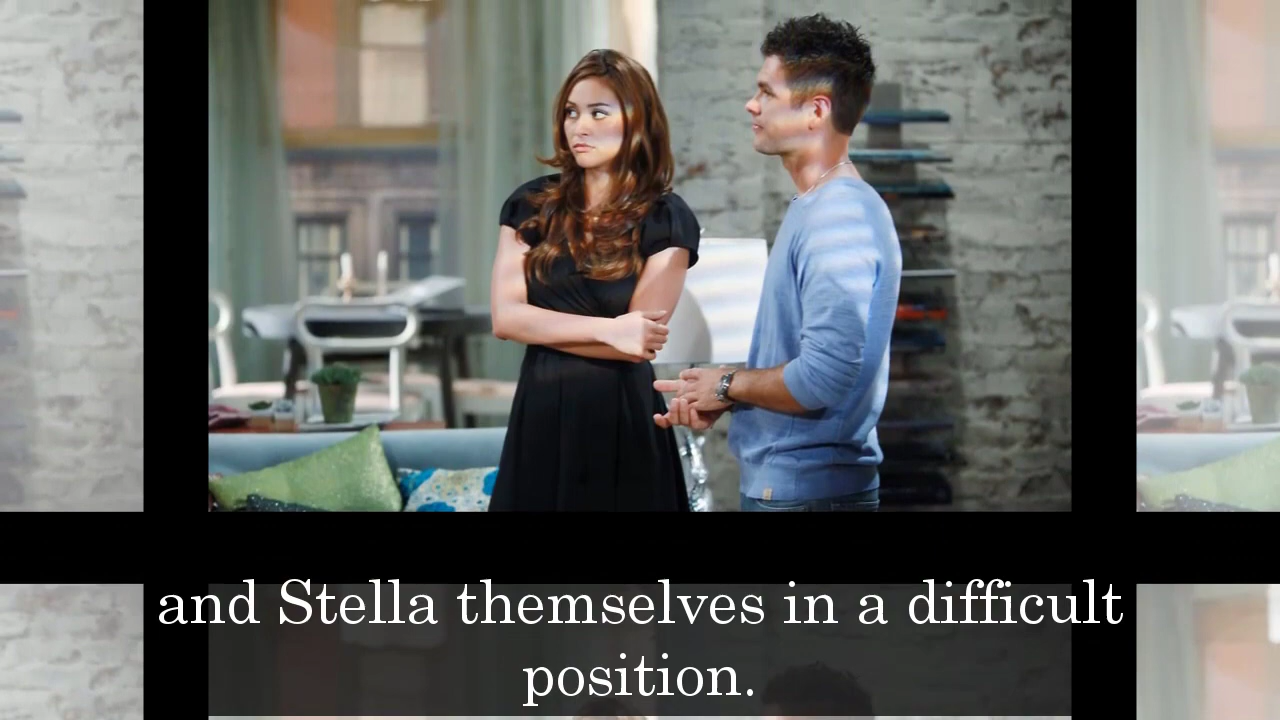 and Stella themselves in a difficult
position.